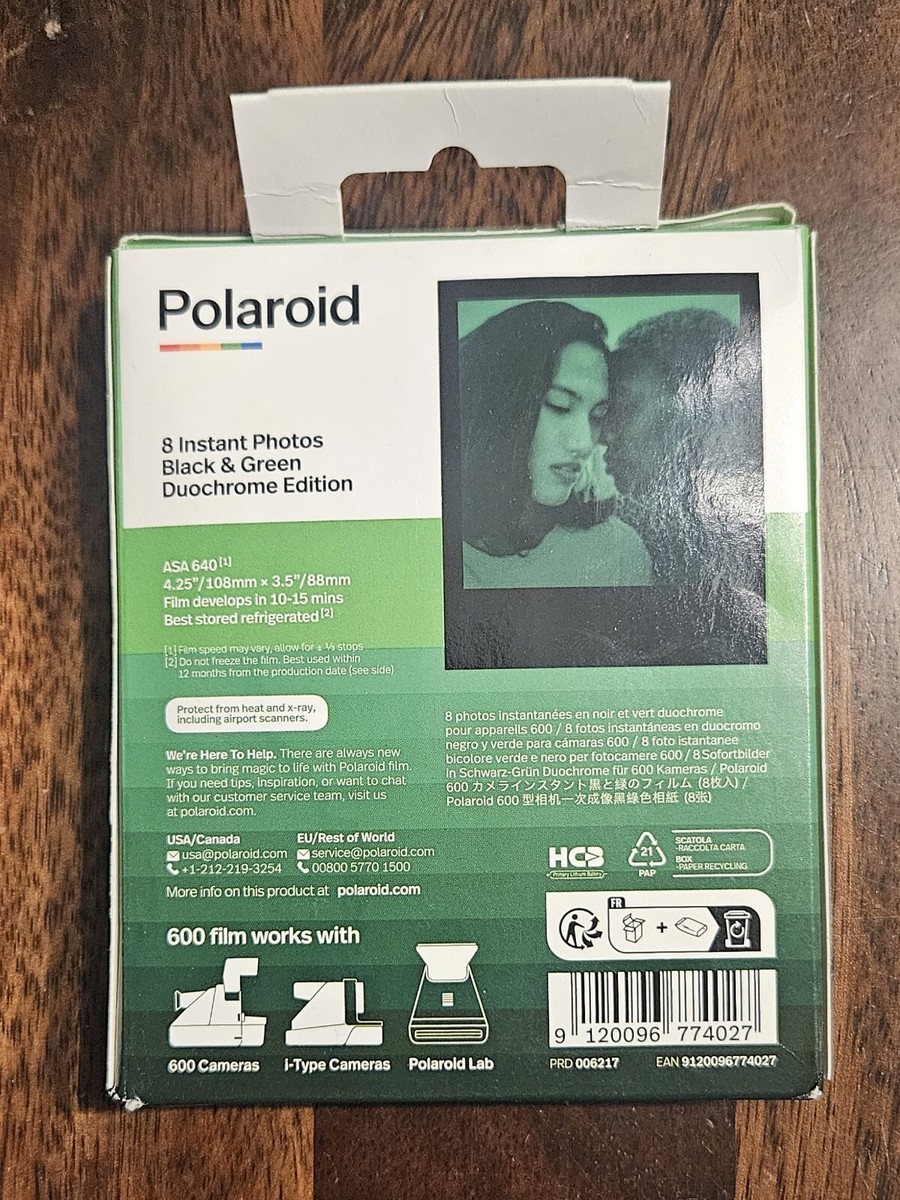 Polaroid
8 Instant Photos
Black & Green
Duochrome Edition
ASA 640 [1]
4.25”/108mm × 3.5”/88mm
Film develops in 10-15 mins
Best stored refrigerated [2]
[1] Film speed may vary, allow for ± ⅓ stops
[2] Do not freeze the film. Best used within
12 months from the production date (see side)
Protect from heat and x-ray,
including airport scanners.
We're Here To Help. There are always new
ways to bring magic to life with Polaroid film.
If you need tips, inspiration, or want to chat
with our customer service team, visit us
at polaroid.com.
USA/Canada
usa@polaroid.com
+1-212-219-3254
EU/Rest of World
service@polaroid.com
00800 5770 1500
More info on this product at polaroid.com
8 photos instantanées en noir et vert duochrome
pour appareils 600 / 8 fotos instantáneas en duocromo
negro y verde para cámaras 600 / 8 foto istantanee
bicolore verde e nero per fotocamere 600 / 8 Sofortbilder
in Schwarz-Grün Duochrome für 600 Kameras / Polaroid
600 カメラインスタント黒と緑のフィルム (8枚入) /
Polaroid 600 型相机一次成像黑綠色相紙 (8张)
HCB
Primary Lithium Battery
21
PAP
SCATOLA
-RACCOLTA CARTA
BOX
-PAPER RECYCLING
FR
+
600 film works with
600 Cameras
i-Type Cameras
Polaroid Lab
9 120096 774027
PRD 006217
EAN 9120096774027